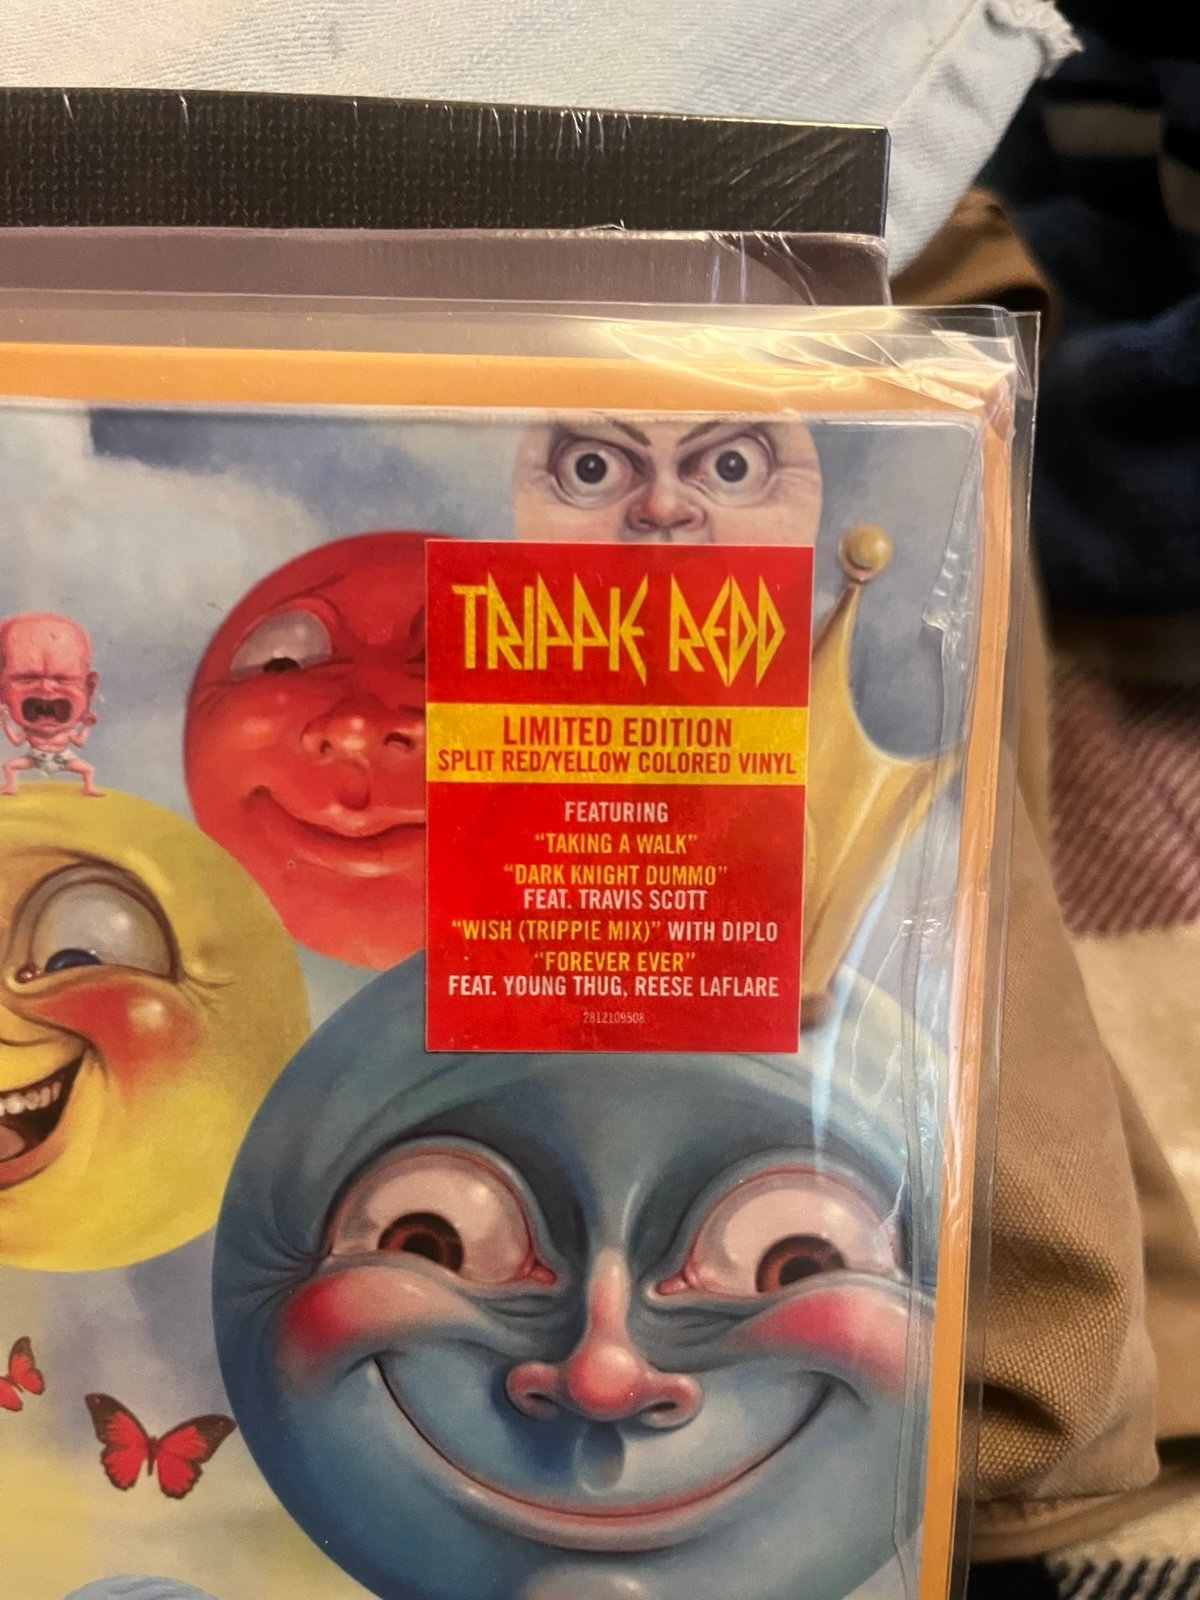 TRIPPIE REDD
LIMITED EDITION
SPLIT RED/YELLOW COLORED VINYL
FEATURING
“TAKING A WALK”
“DARK KNIGHT DUMMO”
FEAT. TRAVIS SCOTT
“WISH (TRIPPIE MIX)” WITH DIPLO
“FOREVER EVER”
FEAT. YOUNG THUG, REESE LAFLARE
2812109508